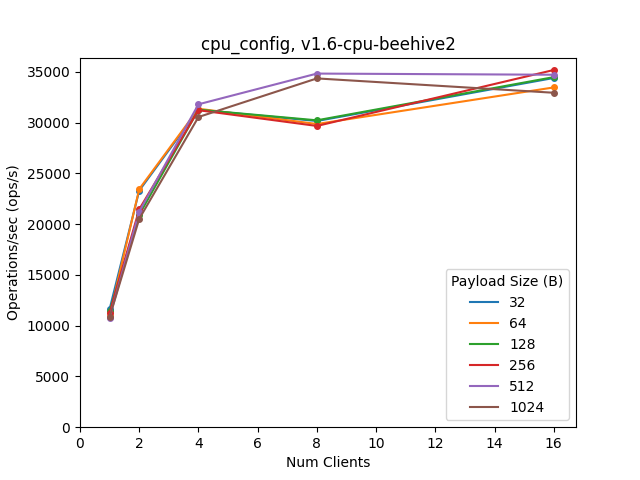 cpu_config, v1.6-cpu-beehive2
Operations/sec (ops/s)
35000
30000
25000
20000
15000
10000
5000
0
0 2 4 6 8 10 12 14 16
Num Clients
Payload Size (B)
32
64
128
256
512
1024